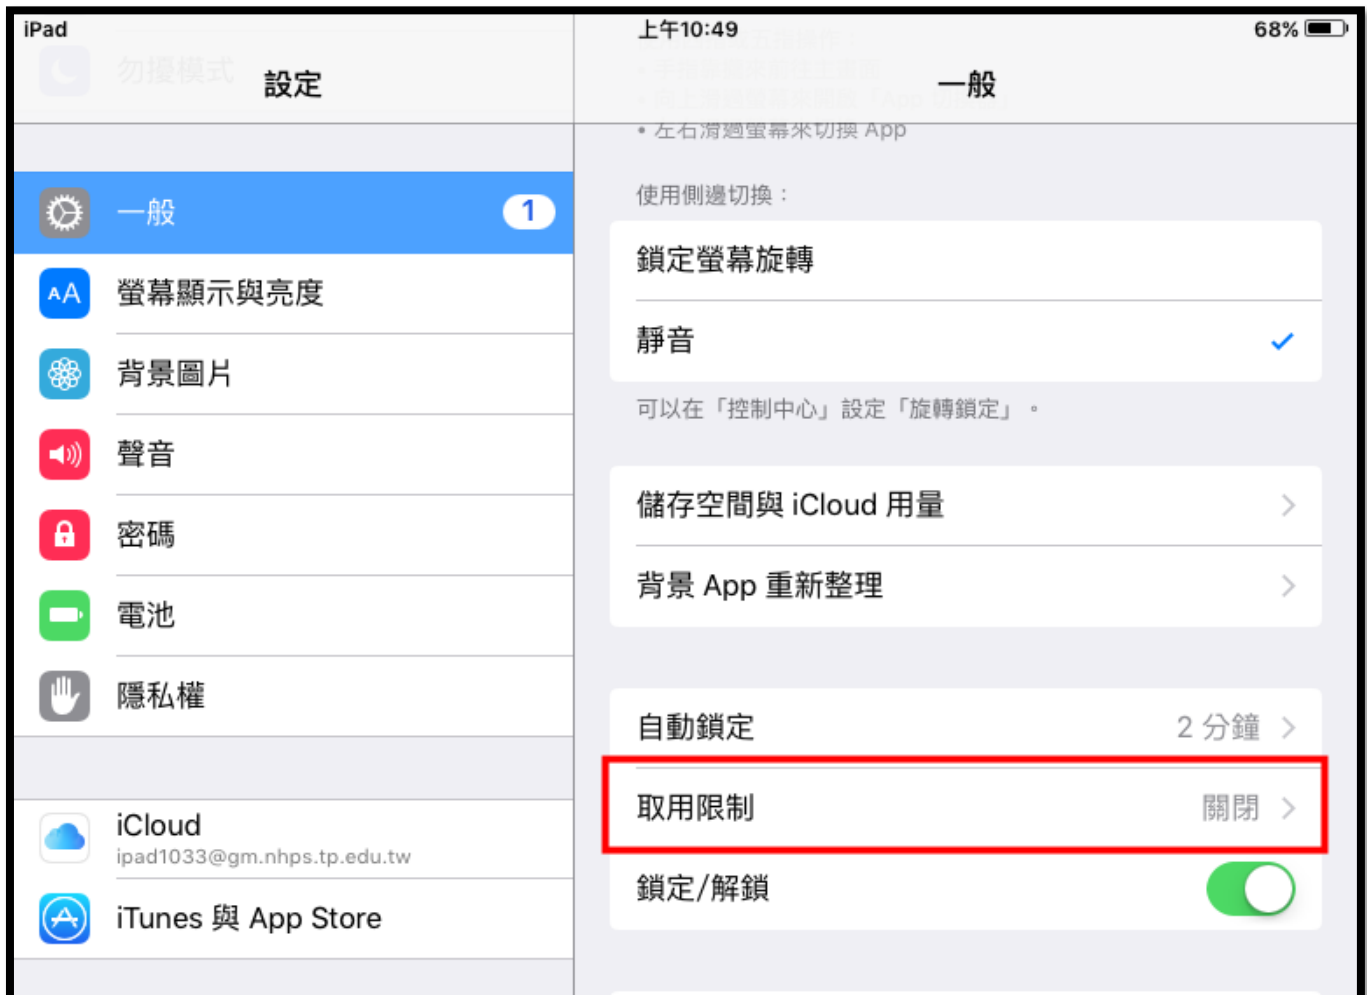 iPad
上午10:49
68%
勿擾模式
設定
一般
• 左右滑過螢幕來切換 App
一般
1
螢幕顯示與亮度
背景圖片
聲音
密碼
電池
隱私權
iCloud
ipad1033@gm.nhps.tp.edu.tw
iTunes 與 App Store
使用側邊切換：
鎖定螢幕旋轉
靜音
可以在「控制中心」設定「旋轉鎖定」。
儲存空間與 iCloud 用量
背景 App 重新整理
自動鎖定
2 分鐘
取用限制
關閉
鎖定/解鎖